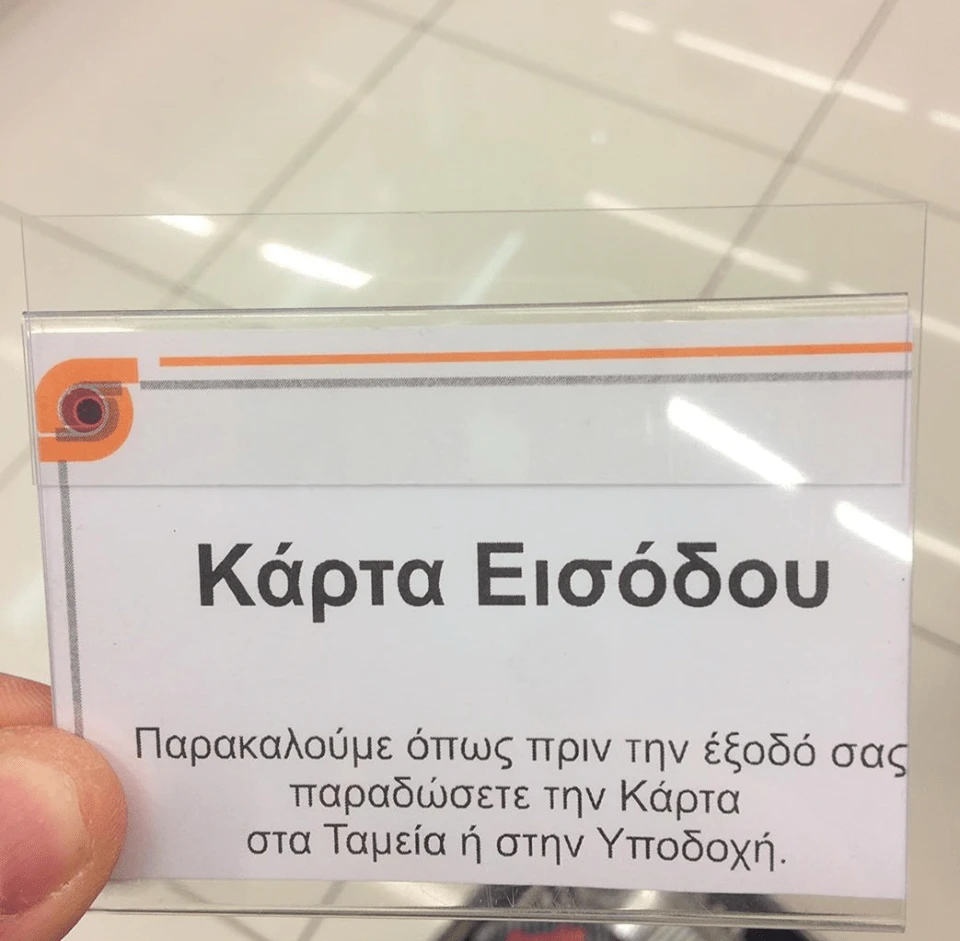 Κάρτα Εισόδου
Παρακαλούμε όπως πριν την έξοδό σας
παραδώσετε την Κάρτα
στα Ταμεία ή στην Υποδοχή.